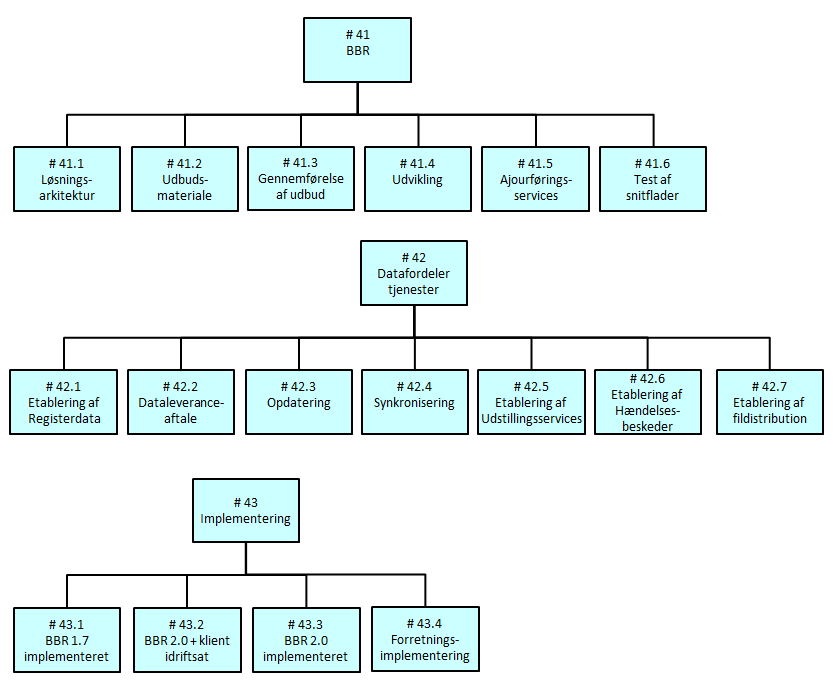 # 41
BBR
# 41.1
Løsnings-
arkitektur
# 41.2
Udbuds-
materiale
# 41.3
Gennemførelse
af udbud
# 41.4
Udvikling
# 41.5
Ajourførings-
services
# 41.6
Test af
snitflader
# 42
Datafordeler
tjenester
# 42.1
Etablering af
Registerdata
# 42.2
Dataleverance-
aftale
# 42.3
Opdatering
# 42.4
Synkronisering
# 42.5
Etablering af
Udstillingsservices
# 42.6
Etablering af
Hændelses-
beskeder
# 42.7
Etablering af
fildistribution
# 43
Implementering
# 43.1
BBR 1.7
implementeret
# 43.2
BBR 2.0 + klient
idriftsat
# 43.3
BBR 2.0
implementeret
# 43.4
Forretnings-
implementering